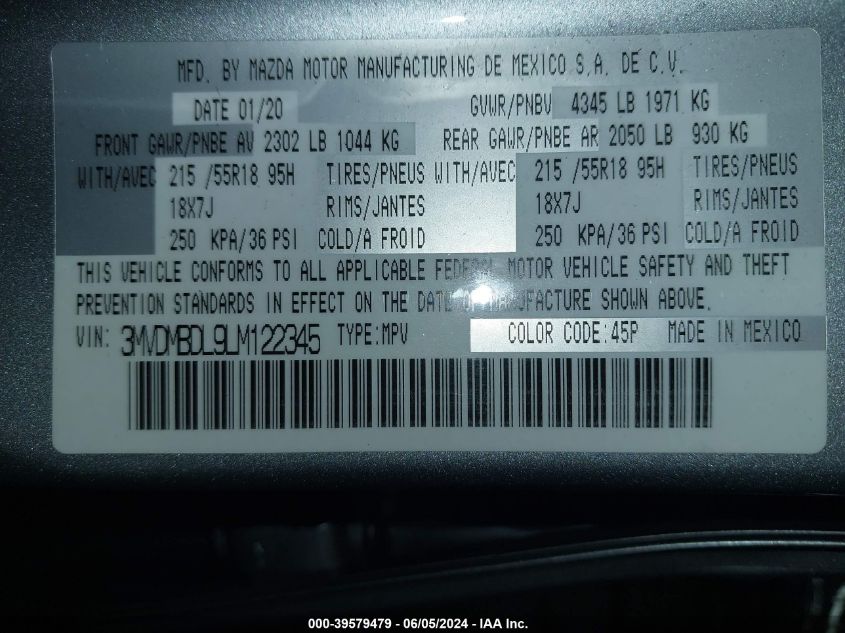 MFD. BY MAZDA MOTOR MANUFACTURING DE MEXICO S.A. DE C.V.
DATE 01/20 GVWR/PNBV 4345 LB 1971 KG
FRONT GAWR/PNBE AV 2302 LB 1044 KG REAR GAWR/PNBE AR 2050 LB 930 KG
WITH/AVEC 215 /55R18 95H TIRES/PNEUS WITH/AVEC 215 /55R18 95H TIRES/PNEUS
18X7J RIMS/JANTES 18X7J RIMS/JANTES
250 KPA/36 PSI COLD/A FROID 250 KPA/36 PSI COLD/A FROID
THIS VEHICLE CONFORMS TO ALL APPLICABLE FEDERAL MOTOR VEHICLE SAFETY AND THEFT
PREVENTION STANDARDS IN EFFECT ON THE DATE OF MANUFACTURE SHOWN ABOVE.
VIN: 3MVDMBDL9LM122345 TYPE:MPV COLOR CODE:45P MADE IN MEXICO
000-39579479 - 06/05/2024 - IAA Inc.